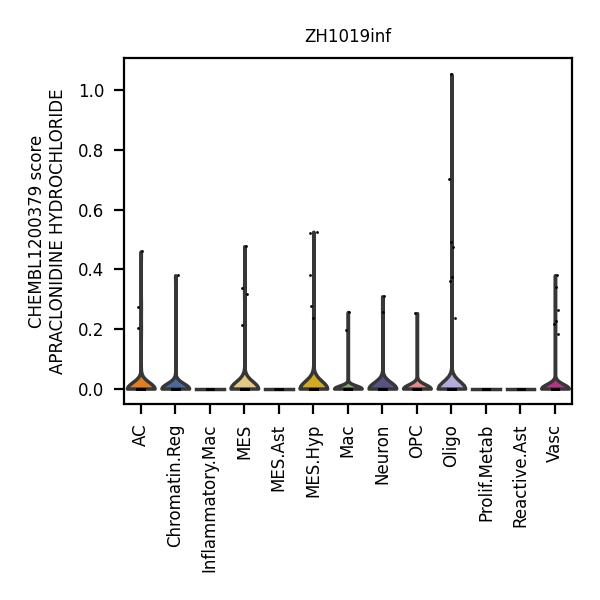 ZH1019inf
CHEMBL1200379 score
APRACLONIDINE HYDROCHLORIDE
1.0
0.8
0.6
0.4
0.2
0.0
AC
Chromatin.Reg
Inflammatory.Mac
MES
MES.Ast
MES.Hyp
Mac
Neuron
OPC
Oligo
Prolif.Metab
Reactive.Ast
Vasc